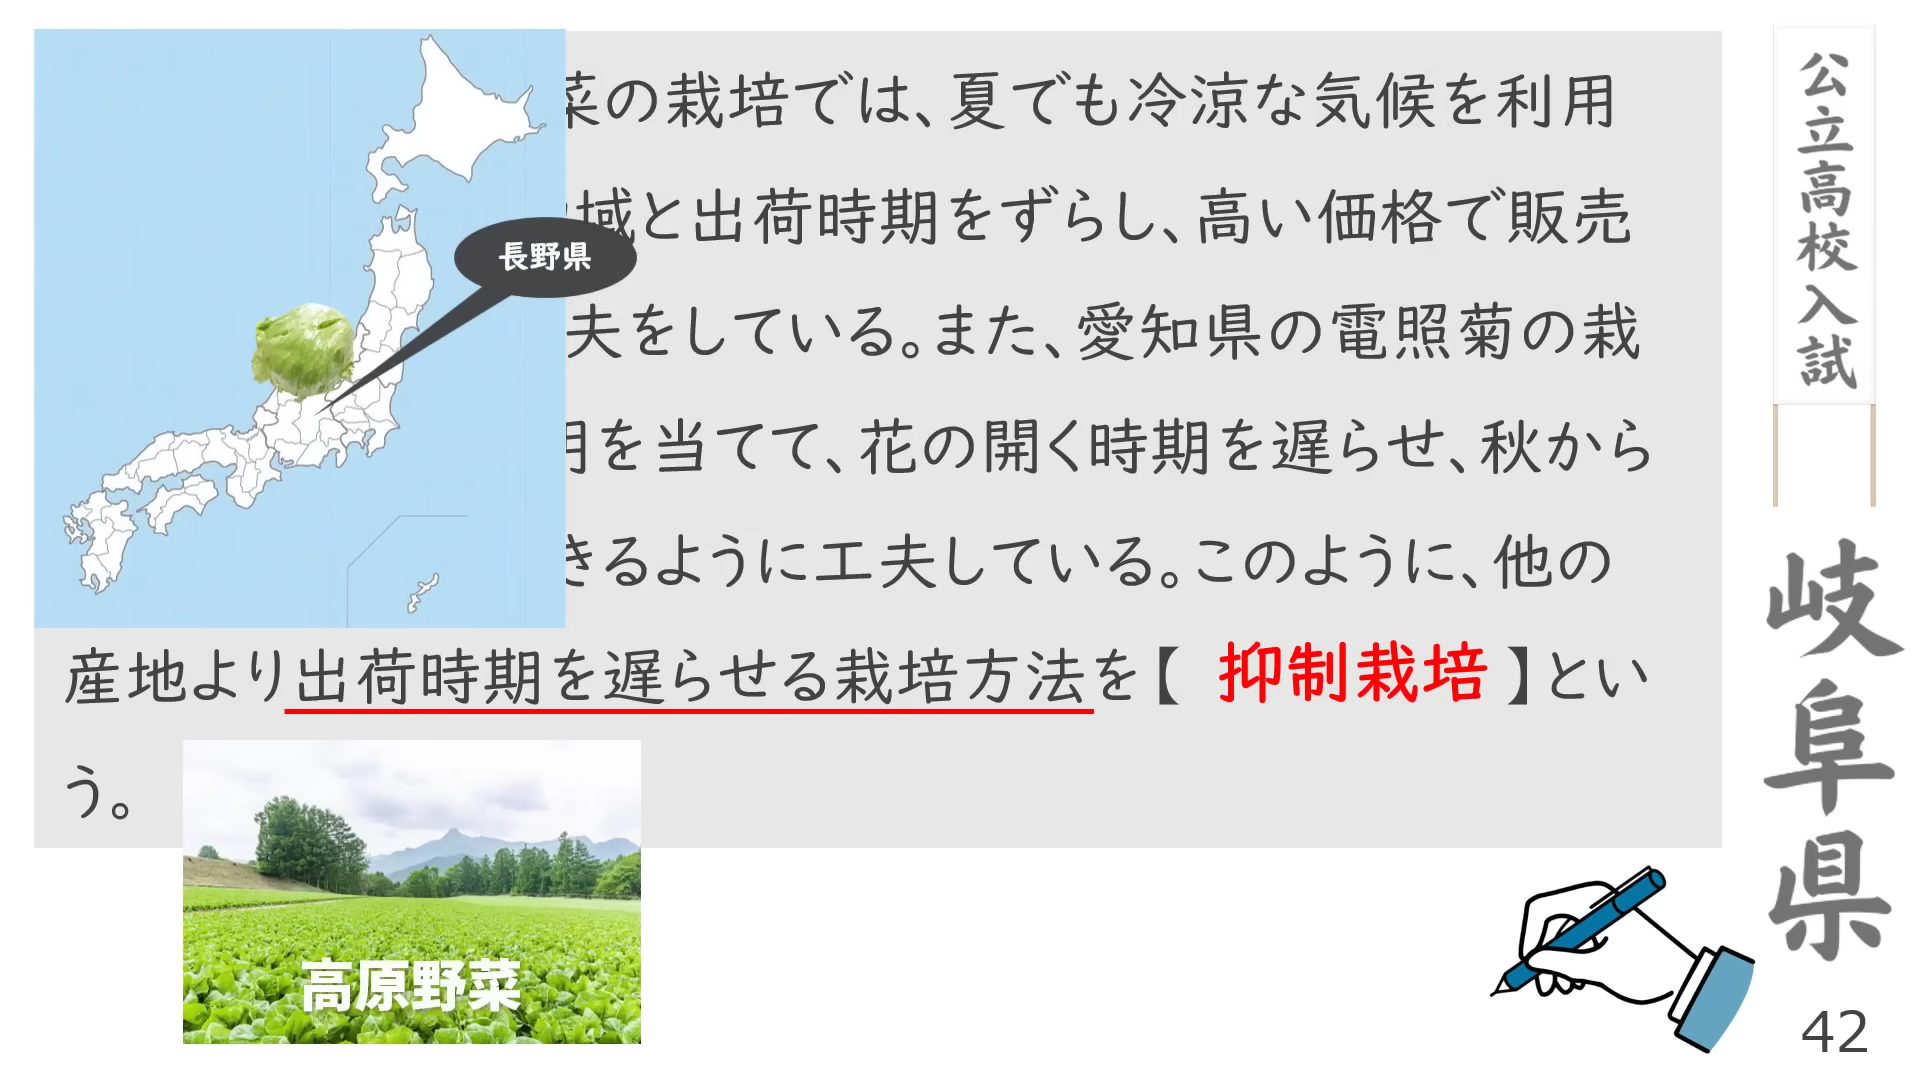 菜の栽培では、夏でも冷涼な気候を利用
域と出荷時期をずらし、高い価格で販売
夫をしている。また、愛知県の電照菊の栽
を当てて、花の開く時期を遅らせ、秋から
きるように工夫している。このように、他の
産地より出荷時期を遅らせる栽培方法を【 抑制栽培 】とい
う。
長野県
高原野菜
公立高校入試
岐阜県
42